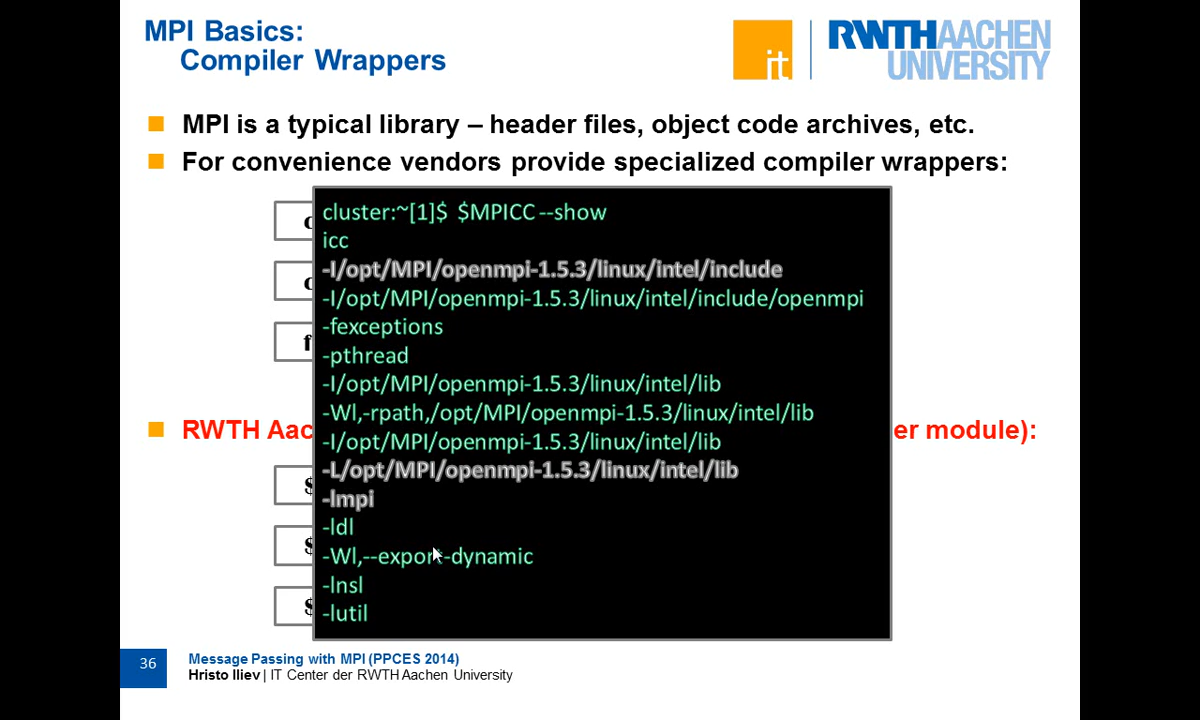 MPI Basics:
Compiler Wrappers
it
RWTHAACHEN
UNIVERSITY
MPI is a typical library – header files, object code archives, etc.
For convenience vendors provide specialized compiler wrappers:
cluster:~[1]$ $MPICC --show
icc
-I/opt/MPI/openmpi-1.5.3/linux/intel/include
-I/opt/MPI/openmpi-1.5.3/linux/intel/include/openmpi
-fexceptions
-pthread
-I/opt/MPI/openmpi-1.5.3/linux/intel/lib
-Wl,-rpath,/opt/MPI/openmpi-1.5.3/linux/intel/lib
-I/opt/MPI/openmpi-1.5.3/linux/intel/lib
-L/opt/MPI/openmpi-1.5.3/linux/intel/lib
-lmpi
-ldl
-Wl,--export-dynamic
-lnsl
-lutil
RWTH Aac
er module):
$
$
$
36
Message Passing with MPI (PPCES 2014)
Hristo Iliev | IT Center der RWTH Aachen University